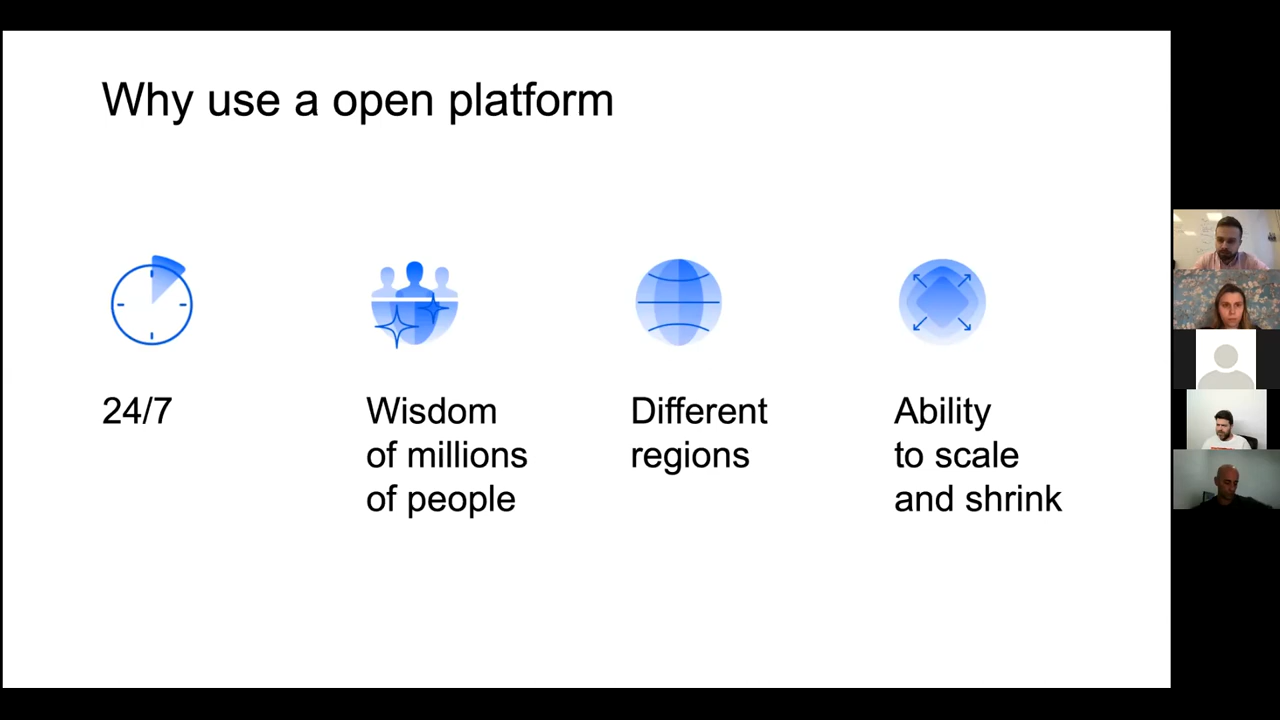 Why use a open platform
24/7
Wisdom
of millions
of people
Different
regions
Ability
to scale
and shrink